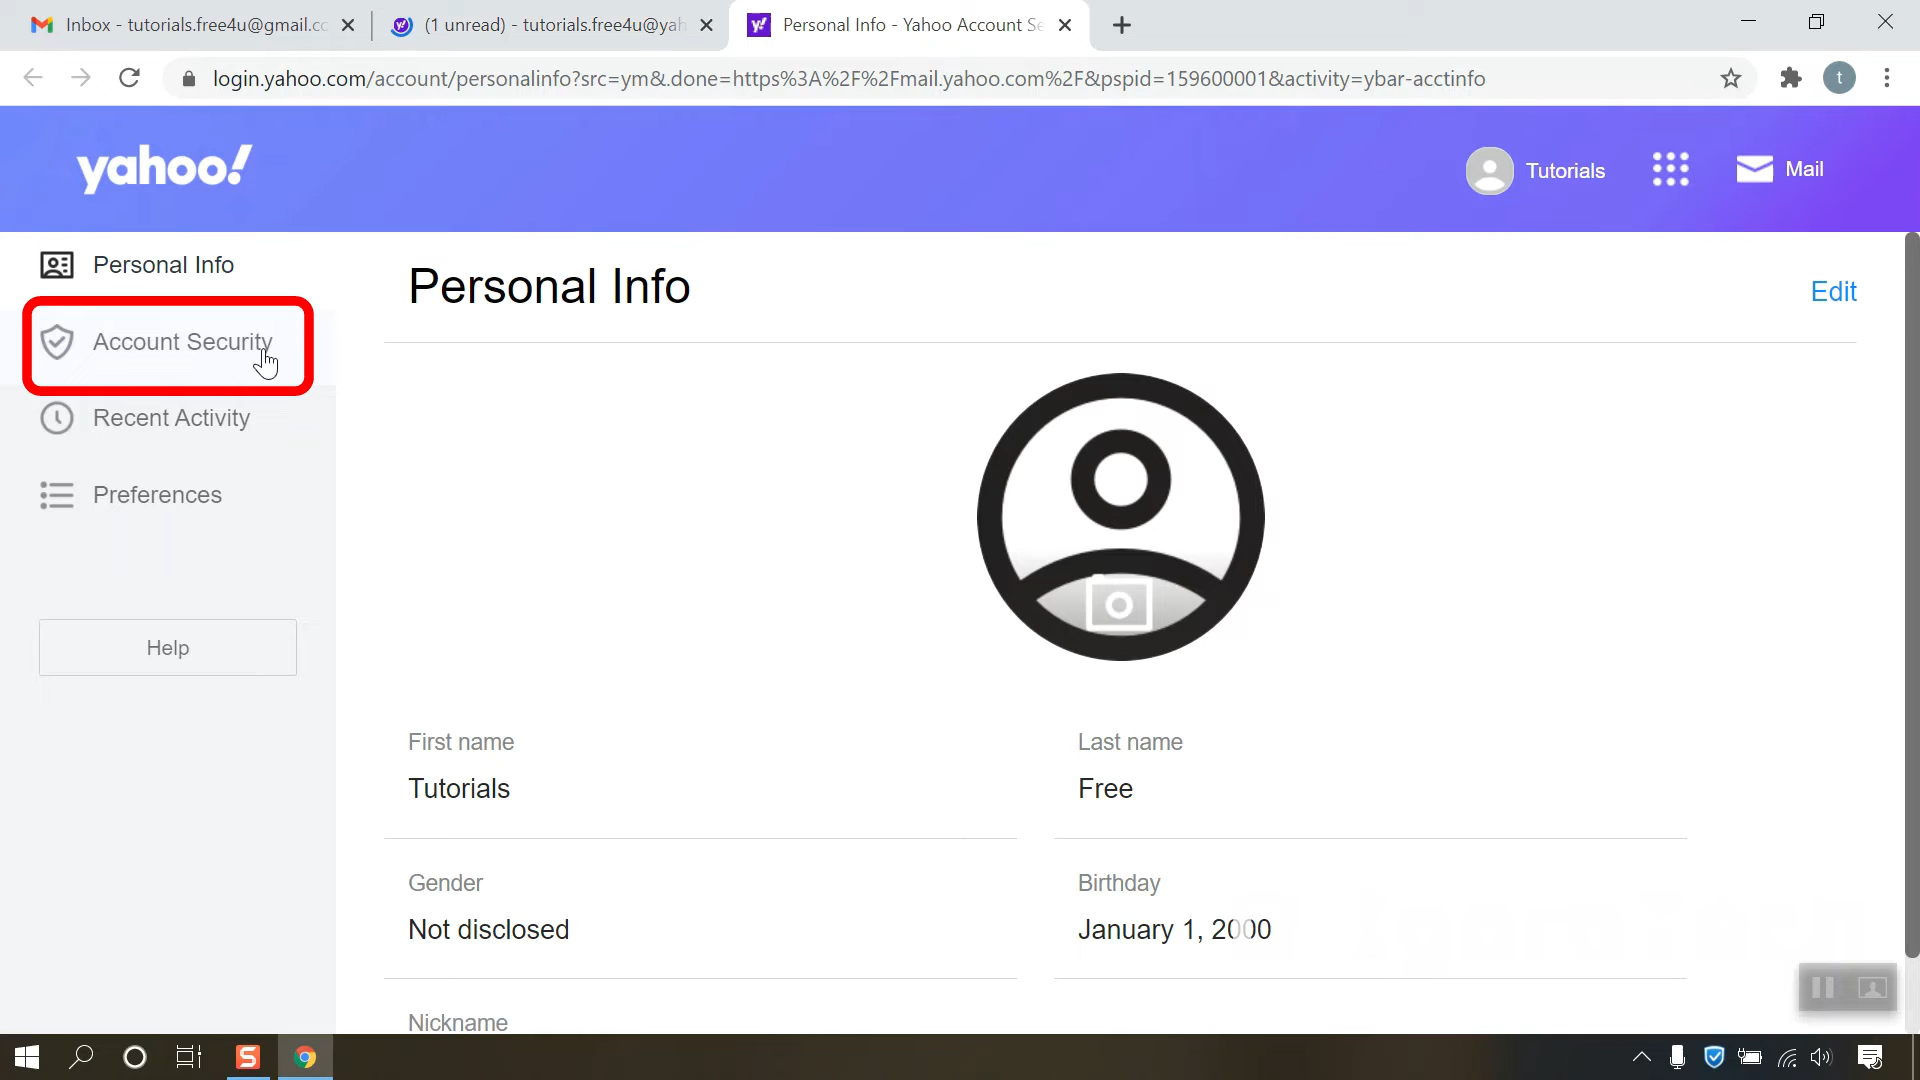 Inbox - tutorials.free4u@gmail.cc
(1 unread) - tutorials.free4u@yah
Personal Info - Yahoo Account Se
login.yahoo.com/account/personalinfo?src=ym&.done=https%3A%2F%2Fmail.yahoo.com%2F&pspid=159600001&activity=ybar-acctinfo
t
yahoo!
Tutorials
Mail
Personal Info
Account Security
Recent Activity
Preferences
Help
Personal Info
Edit
First name
Tutorials
Last name
Free
Gender
Not disclosed
Birthday
January 1, 2000
Nickname